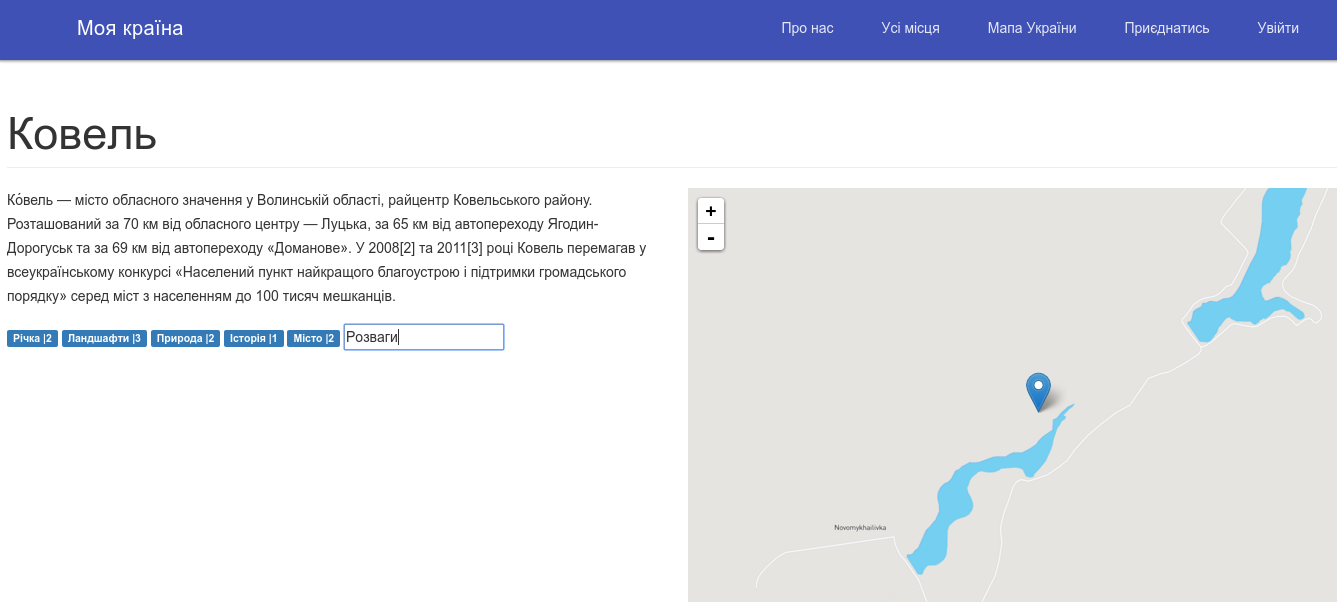 Моя країна
Про нас Усі місця Мапа України Приєднатись Увійти
Ковель
Ко́вель — місто обласного значення у Волинській області, райцентр Ковельського району.
Розташований за 70 км від обласного центру — Луцька, за 65 км від автопереходу Ягодин-
Дорогуськ та за 69 км від автопереходу «Доманове». У 2008[2] та 2011[3] році Ковель перемагав у
всеукраїнському конкурсі «Населений пункт найкращого благоустрою і підтримки громадського
порядку» серед міст з населенням до 100 тисяч мешканців.
Річка |2 Ландшафти |3 Природа |2 Історія |1 Місто |2 Розваги
+
-
Novomykhailivka